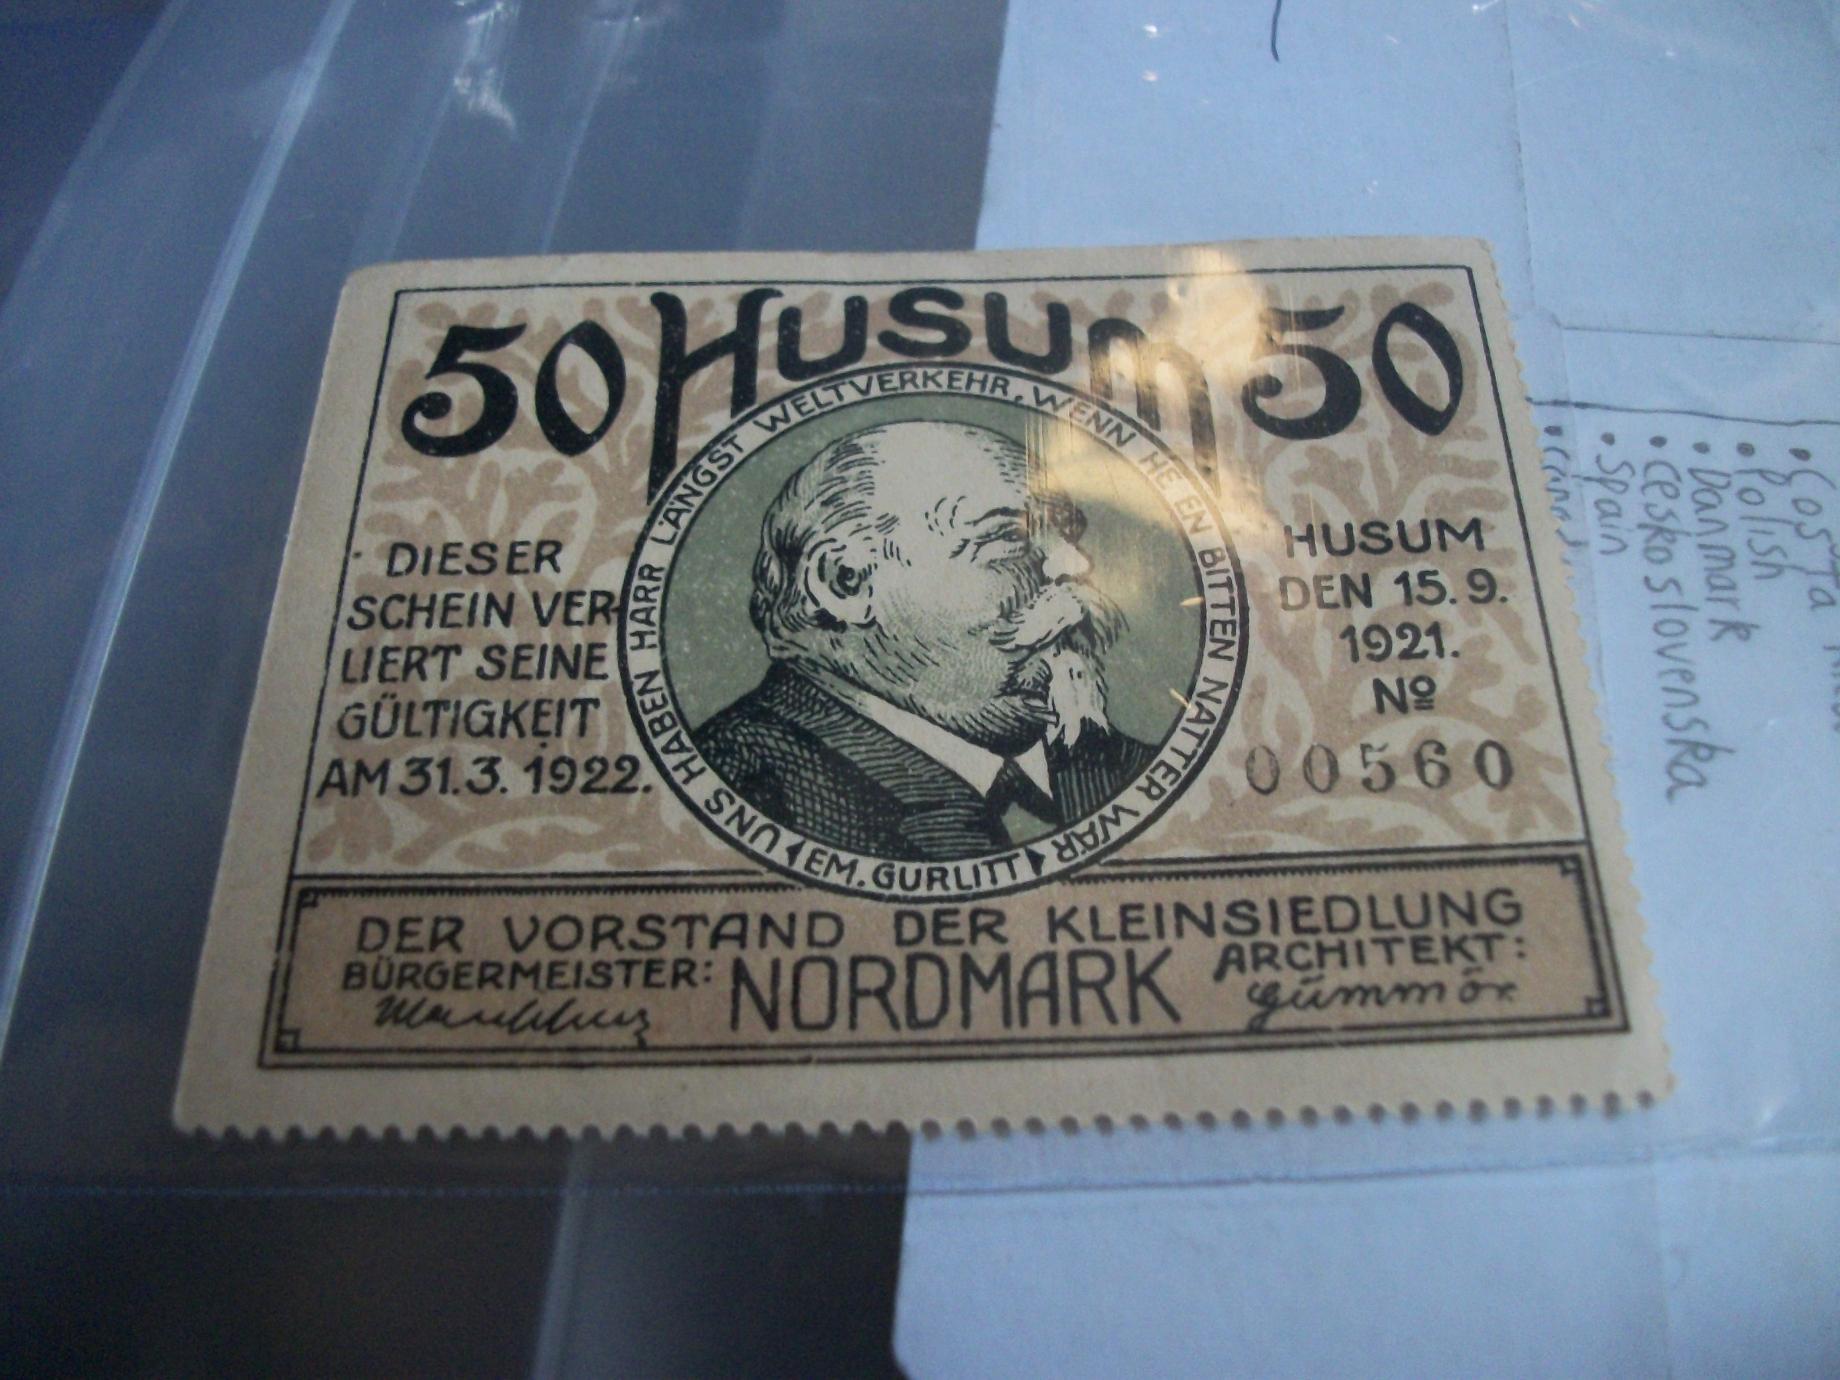 50 HUSUM 50
UNS HABEN HARR LÄNGST WELTVERKEHR, WENN HE EN BITTEN NATTER WÄR
EM. GURLITT
DIESER
SCHEIN VER-
LIERT SEINE
GÜLTIGKEIT
AM 31.3. 1922.
HUSUM
DEN 15.9.
1921.
Nº
00560
DER VORSTAND DER KLEINSIEDLUNG
BÜRGERMEISTER: NORDMARK ARCHITEKT:
• Polish
• Danmark
• Ceskoslovenska
• Spain